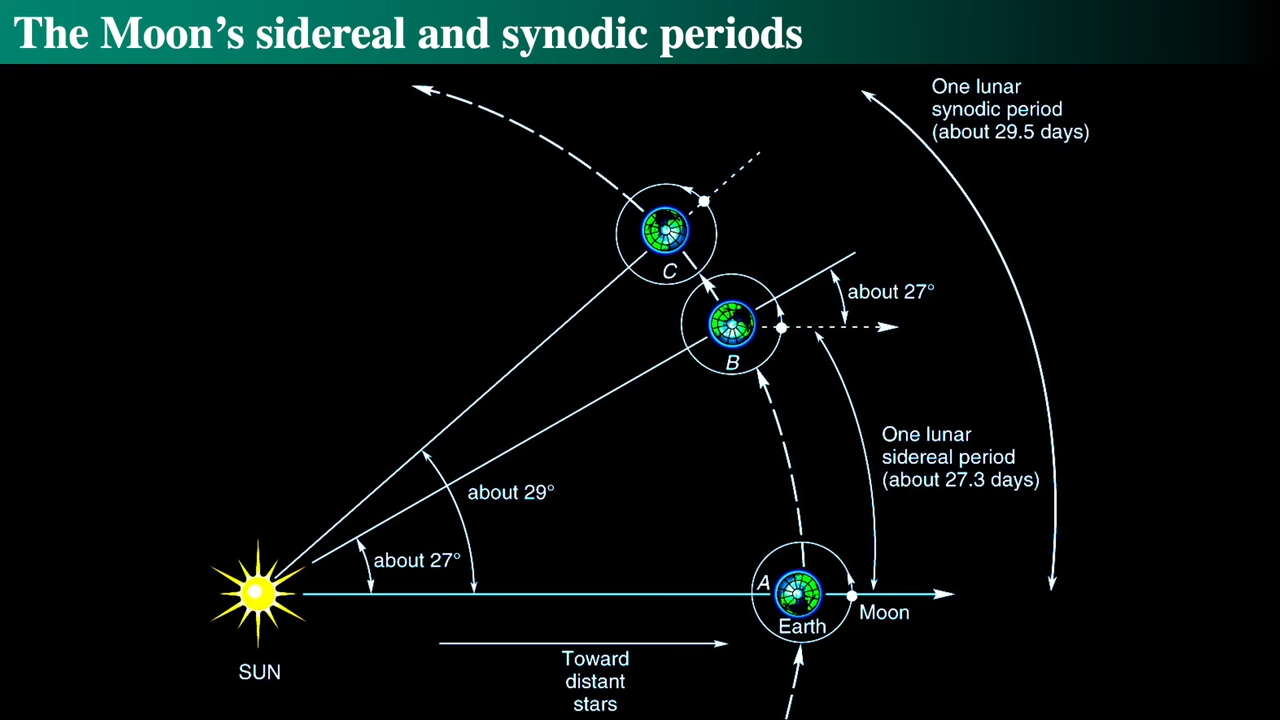 The Moon's sidereal and synodic periods
One lunar
synodic period
(about 29.5 days)
C
about 27°
B
One lunar
sidereal period
(about 27.3 days)
about 29°
about 27°
A
Earth
Moon
SUN
Toward
distant
stars